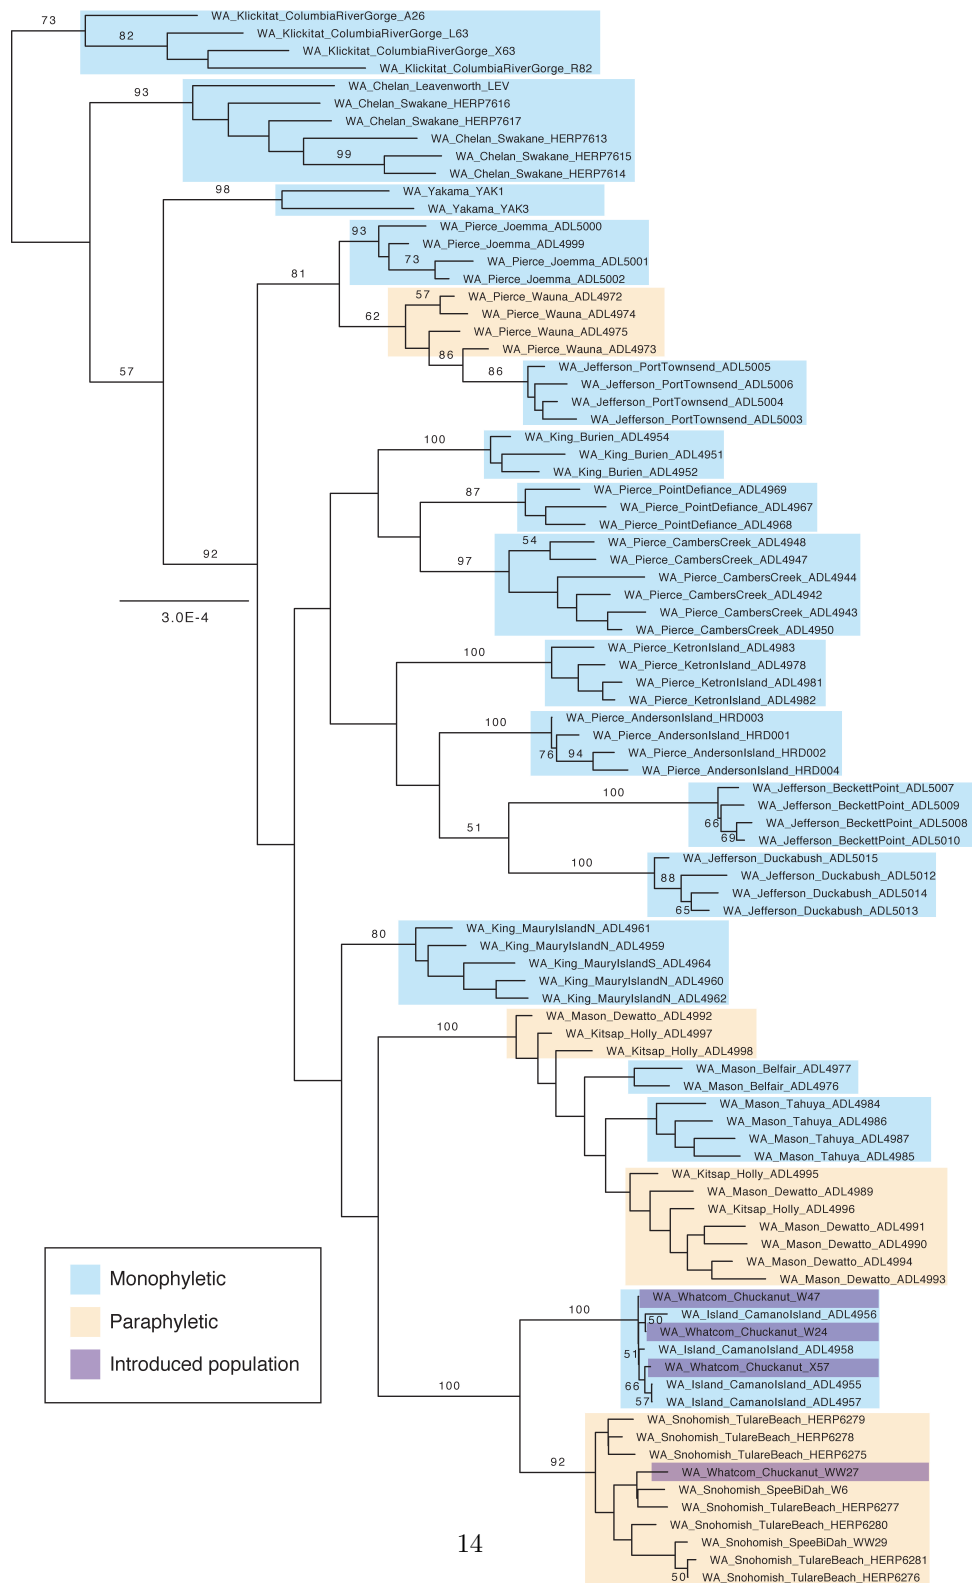 73
WA_Klickitat_ColumbiaRiverGorge_A26
82
WA_Klickitat_ColumbiaRiverGorge_L63
WA_Klickitat_ColumbiaRiverGorge_X63
WA_Klickitat_ColumbiaRiverGorge_R82
93
WA_Chelan_Leavenworth_LEV
WA_Chelan_Swakane_HERP7616
WA_Chelan_Swakane_HERP7617
WA_Chelan_Swakane_HERP7613
99
WA_Chelan_Swakane_HERP7615
WA_Chelan_Swakane_HERP7614
98
WA_Yakama_YAK1
WA_Yakama_YAK3
93
WA_Pierce_Joemma_ADL5000
WA_Pierce_Joemma_ADL4999
73
WA_Pierce_Joemma_ADL5001
81
WA_Pierce_Joemma_ADL5002
57
WA_Pierce_Wauna_ADL4972
62
WA_Pierce_Wauna_ADL4974
WA_Pierce_Wauna_ADL4975
86
WA_Pierce_Wauna_ADL4973
57
86
WA_Jefferson_PortTownsend_ADL5005
WA_Jefferson_PortTownsend_ADL5006
WA_Jefferson_PortTownsend_ADL5004
WA_Jefferson_PortTownsend_ADL5003
100
WA_King_Burien_ADL4954
WA_King_Burien_ADL4951
WA_King_Burien_ADL4952
87
WA_Pierce_PointDefiance_ADL4969
WA_Pierce_PointDefiance_ADL4967
WA_Pierce_PointDefiance_ADL4968
54
WA_Pierce_CambersCreek_ADL4948
92
97
WA_Pierce_CambersCreek_ADL4947
WA_Pierce_CambersCreek_ADL4944
WA_Pierce_CambersCreek_ADL4942
3.0E-4
WA_Pierce_CambersCreek_ADL4943
WA_Pierce_CambersCreek_ADL4950
100
WA_Pierce_KetronIsland_ADL4983
WA_Pierce_KetronIsland_ADL4978
WA_Pierce_KetronIsland_ADL4981
WA_Pierce_KetronIsland_ADL4982
100
WA_Pierce_AndersonIsland_HRD003
WA_Pierce_AndersonIsland_HRD001
76
94
WA_Pierce_AndersonIsland_HRD002
WA_Pierce_AndersonIsland_HRD004
100
WA_Jefferson_BeckettPoint_ADL5007
WA_Jefferson_BeckettPoint_ADL5009
51
66
WA_Jefferson_BeckettPoint_ADL5008
69
WA_Jefferson_BeckettPoint_ADL5010
100
WA_Jefferson_Duckabush_ADL5015
88
WA_Jefferson_Duckabush_ADL5012
WA_Jefferson_Duckabush_ADL5014
65
WA_Jefferson_Duckabush_ADL5013
80
WA_King_MauryIslandN_ADL4961
WA_King_MauryIslandN_ADL4959
WA_King_MauryIslandS_ADL4964
WA_King_MauryIslandN_ADL4960
WA_King_MauryIslandN_ADL4962
100
WA_Mason_Dewatto_ADL4992
WA_Kitsap_Holly_ADL4997
WA_Kitsap_Holly_ADL4998
WA_Mason_Belfair_ADL4977
WA_Mason_Belfair_ADL4976
WA_Mason_Tahuya_ADL4984
WA_Mason_Tahuya_ADL4986
WA_Mason_Tahuya_ADL4987
WA_Mason_Tahuya_ADL4985
WA_Kitsap_Holly_ADL4995
WA_Mason_Dewatto_ADL4989
WA_Kitsap_Holly_ADL4996
WA_Mason_Dewatto_ADL4991
WA_Mason_Dewatto_ADL4990
WA_Mason_Dewatto_ADL4994
WA_Mason_Dewatto_ADL4993
Monophyletic
Paraphyletic
Introduced population
WA_Whatcom_Chuckanut_W47
100
50
WA_Island_CamanoIsland_ADL4956
WA_Whatcom_Chuckanut_W24
51
WA_Island_CamanoIsland_ADL4958
WA_Whatcom_Chuckanut_X57
100
66
WA_Island_CamanoIsland_ADL4955
57
WA_Island_CamanoIsland_ADL4957
WA_Snohomish_TulareBeach_HERP6279
WA_Snohomish_TulareBeach_HERP6278
92
WA_Snohomish_TulareBeach_HERP6275
WA_Whatcom_Chuckanut_WW27
WA_Snohomish_SpeeBiDah_W6
WA_Snohomish_TulareBeach_HERP6277
WA_Snohomish_TulareBeach_HERP6280
WA_Snohomish_SpeeBiDah_WW29
WA_Snohomish_TulareBeach_HERP6281
50
WA_Snohomish_TulareBeach_HERP6276
14